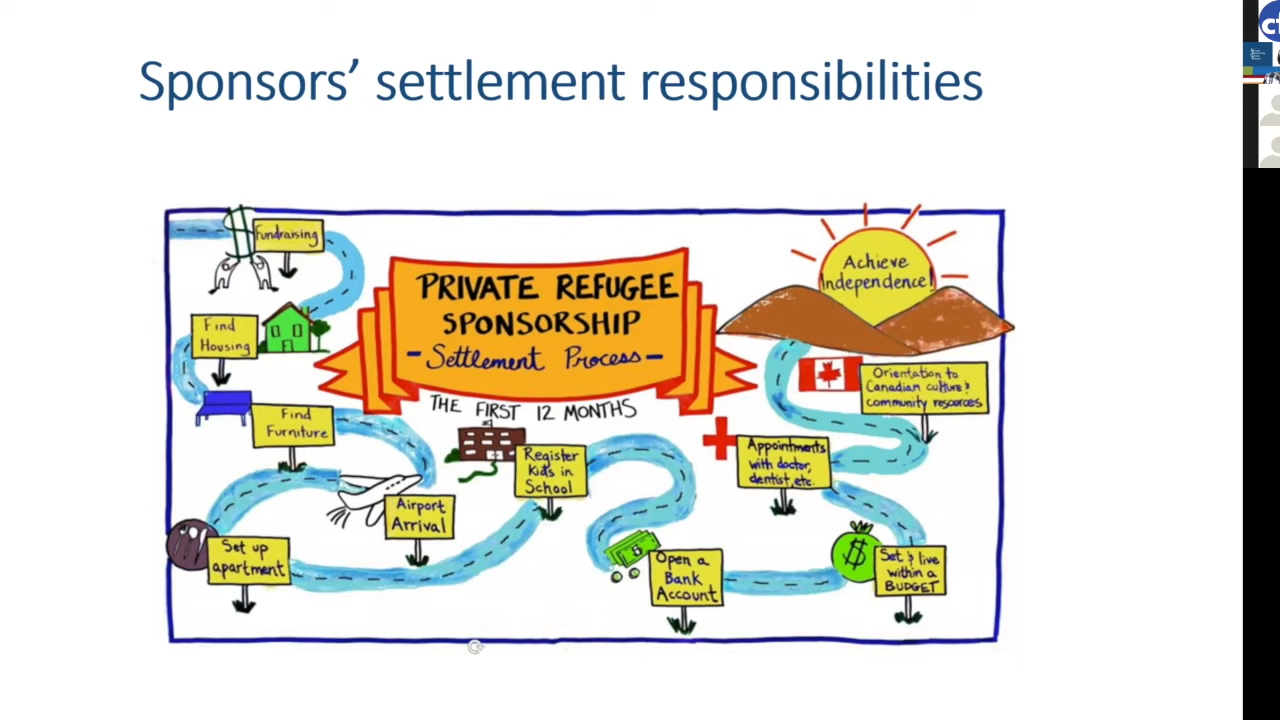 Sponsors’ settlement responsibilities
PRIVATE REFUGEE
SPONSORSHIP
- Settlement Process -
THE FIRST 12 MONTHS
Fundraising
Find
Housing
Find
Furniture
Airport
Arrival
Set up
apartment
Register
Kids in
School
Open a
Bank
Account
Set & live
within a
BUDGET
Appointments
with doctor,
dentist, etc.
Orientation to
Canadian culture &
community resources
Achieve
Independence!